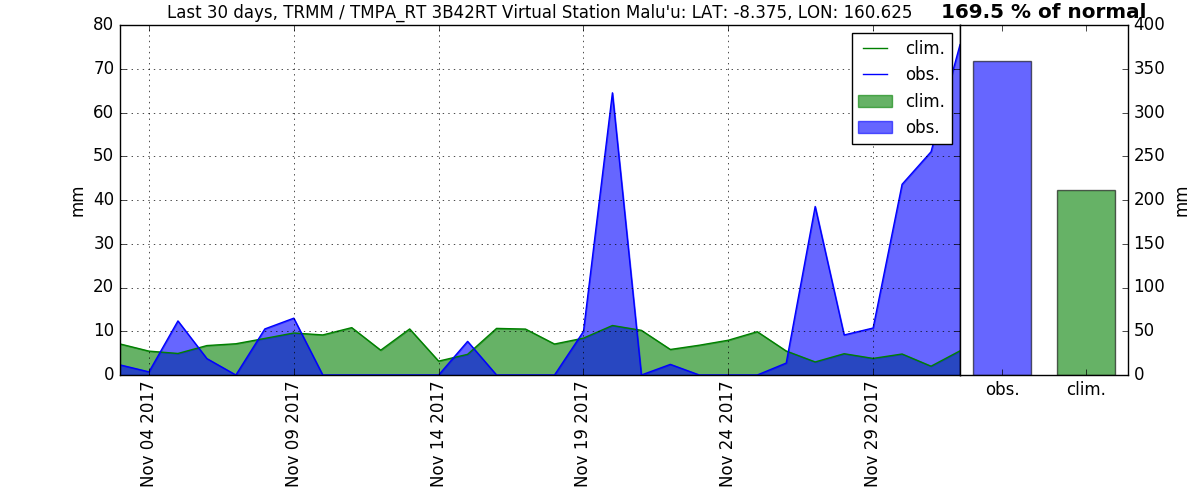 Last 30 days, TRMM / TMPA_RT 3B42RT Virtual Station Malu'u: LAT: -8.375, LON: 160.625
169.5 % of normal
80
70
60
50
40
30
20
10
0
mm
clim.
obs.
clim.
obs.
400
350
300
250
200
150
100
50
0
mm
Nov 04 2017
Nov 09 2017
Nov 14 2017
Nov 19 2017
Nov 24 2017
Nov 29 2017
obs.
clim.